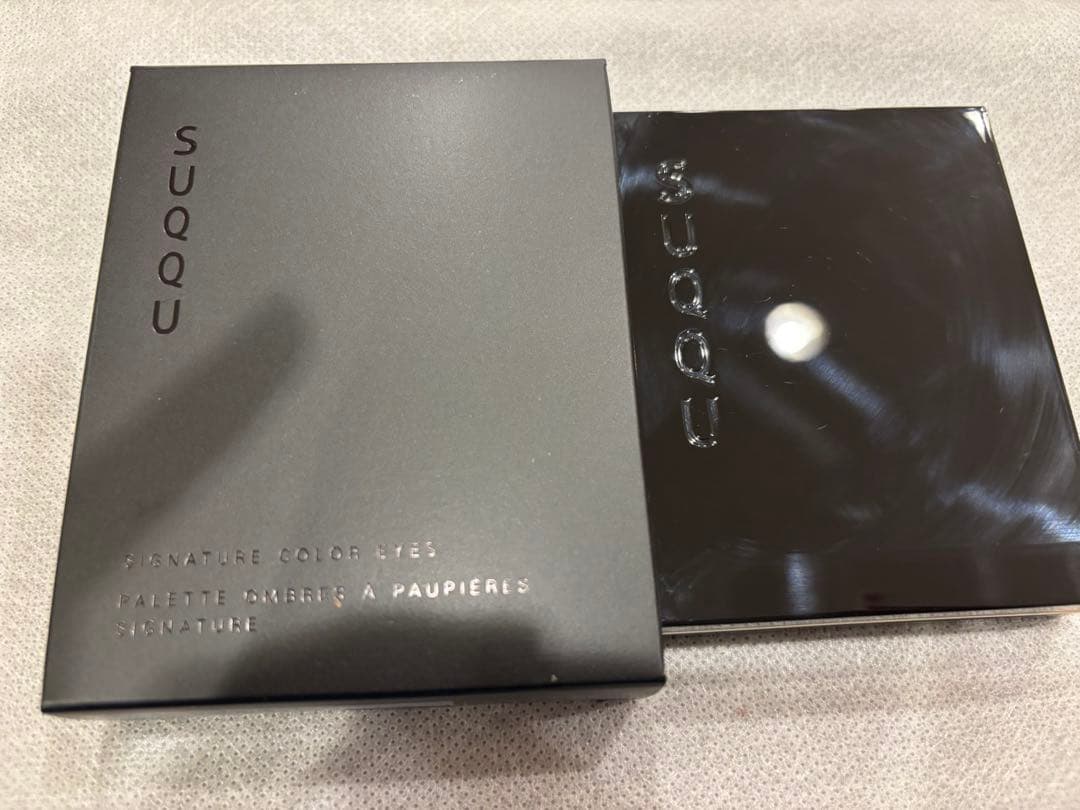 SUQQU
SIGNATURE COLOR EYES
PALETTE OMBRES À PAUPIÈRES
SIGNATURE
SUQQU